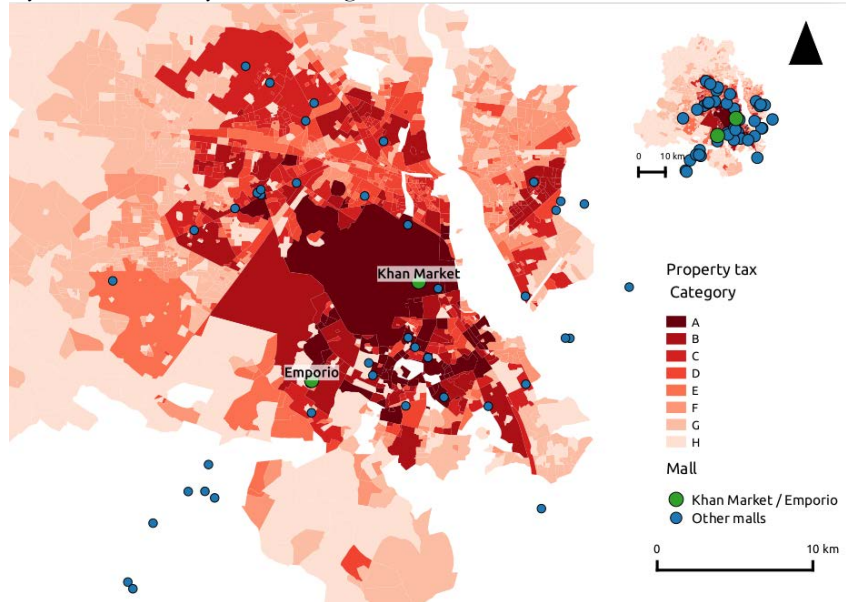 0 10 km
Khan Market
Emporio
Property tax
Category
A
B
C
D
E
F
G
H
Mall
Khan Market / Emporio
Other malls
0 10 km